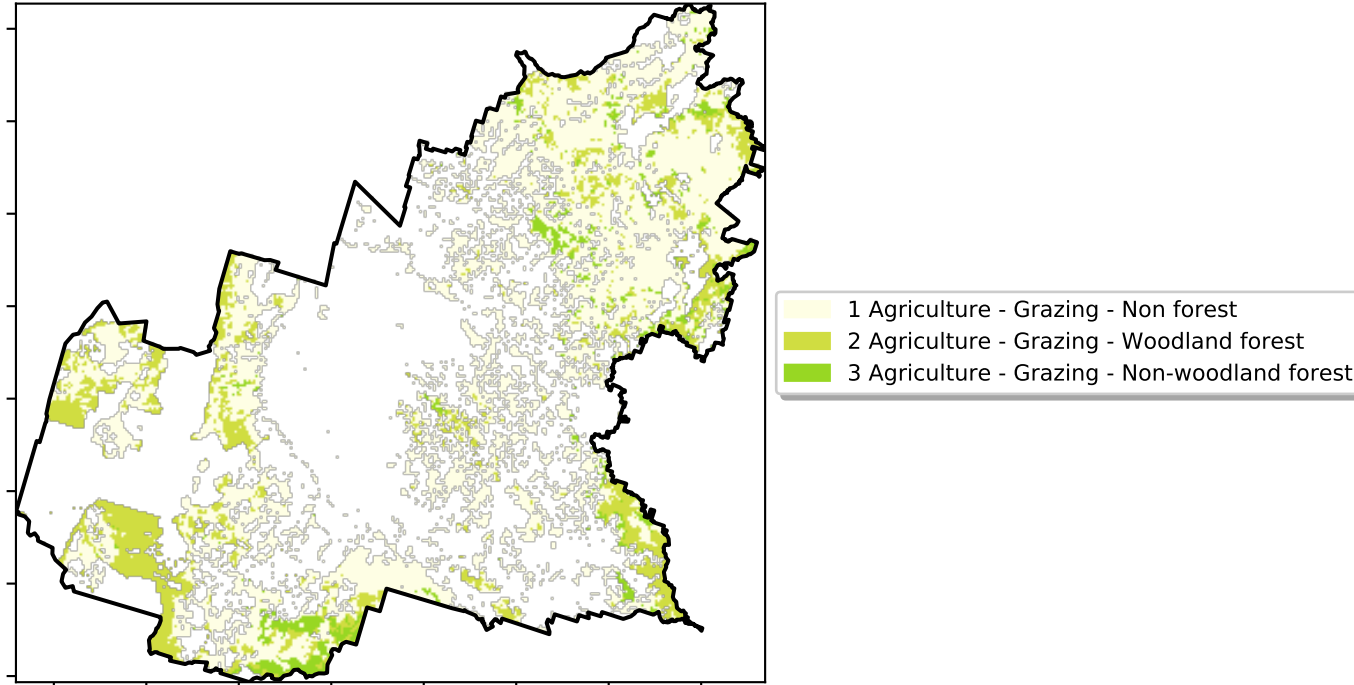 1 Agriculture - Grazing - Non forest
2 Agriculture - Grazing - Woodland forest
3 Agriculture - Grazing - Non-woodland forest